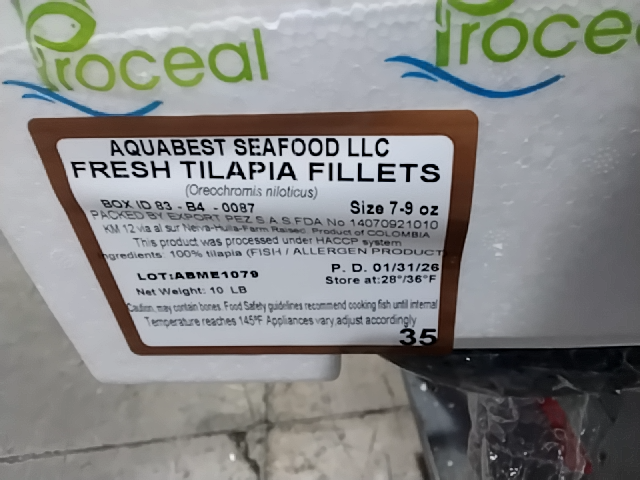 Proceal
Proceal
AQUABEST SEAFOOD LLC
FRESH TILAPIA FILLETS
(Oreochromis niloticus)
BOX ID 83 - B4 - 0087 Size 7-9 oz
PACKED BY EXPORT PEZ S.A.S.FDA No 14070921010
KM 12 via al sur Neiva-Huila-Farm Product of COLOMBIA
This product was processed under HACCP system
ngredients: 100% tilapia (FISH / ALLERGEN PRODUCT
LOT:ABME1079 P. D. 01/31/26
Store at:28°/36°F
Net Weight: 10 LB
Caution, may contain bones. Food Safety guidelines recommend cooking fish until internal
Temperature reaches 145°F Appliances vary,adjust accordingly
35